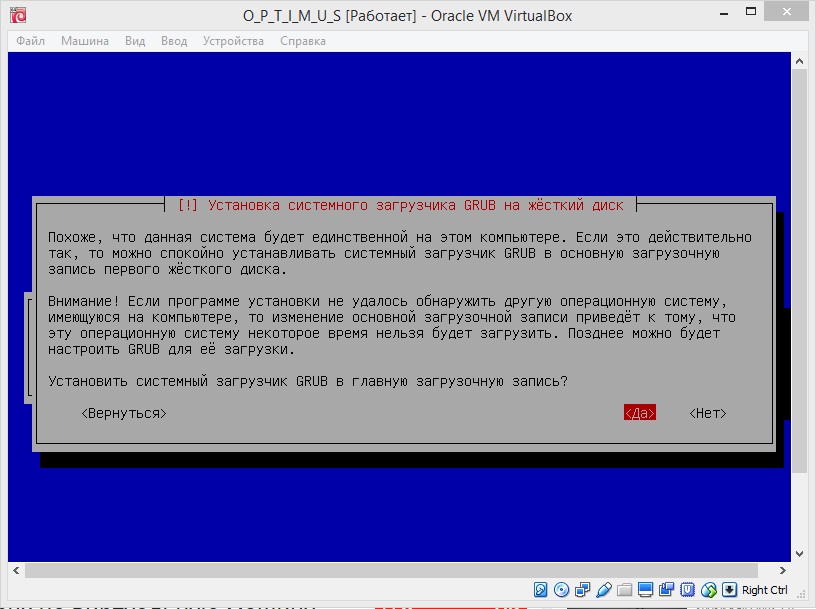 O_P_T_I_M_U_S [Работает] - Oracle VM VirtualBox
Файл Машина Вид Ввод Устройства Справка
[!] Установка системного загрузчика GRUB на жёсткий диск
Похоже, что данная система будет единственной на этом компьютере. Если это действительно
так, то можно спокойно устанавливать системный загрузчик GRUB в основную загрузочную
запись первого жёсткого диска.
Внимание! Если программе установки не удалось обнаружить другую операционную систему,
имеющуюся на компьютере, то изменение основной загрузочной записи приведёт к тому, что
эту операционную систему некоторое время нельзя будет загрузить. Позднее можно будет
настроить GRUB для её загрузки.
Установить системный загрузчик GRUB в главную загрузочную запись?
<Вернуться> <Да> <Нет>
Right Ctrl